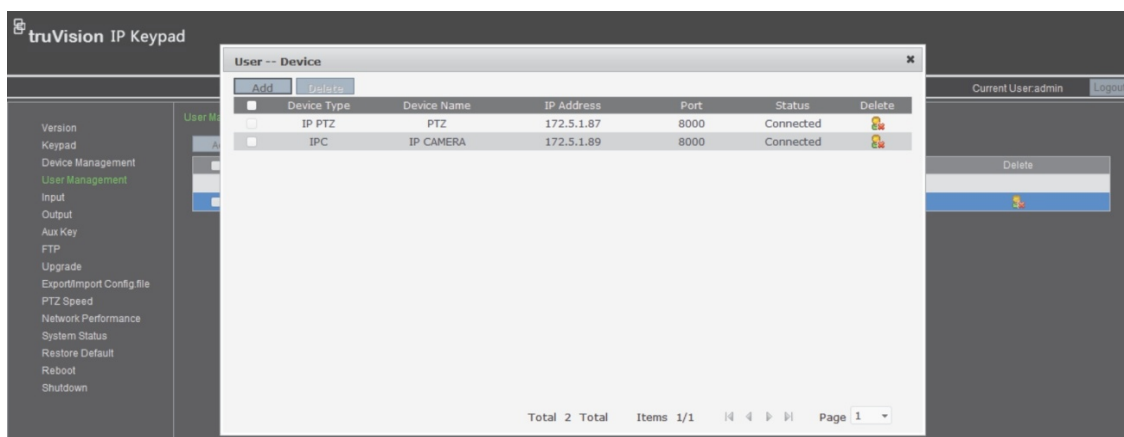 truVision IP Keypad
User -- Device
Add Delete
Current User:admin Logout
Device Type Device Name IP Address Port Status Delete
IP PTZ PTZ 172.5.1.87 8000 Connected
IPC IP CAMERA 172.5.1.89 8000 Connected
User Ma
A
Delete
Version
Keypad
Device Management
User Management
Input
Output
Aux Key
FTP
Upgrade
Export/Import Config.file
PTZ Speed
Network Performance
System Status
Restore Default
Reboot
Shutdown
Total 2 Total Items 1/1 Page 1